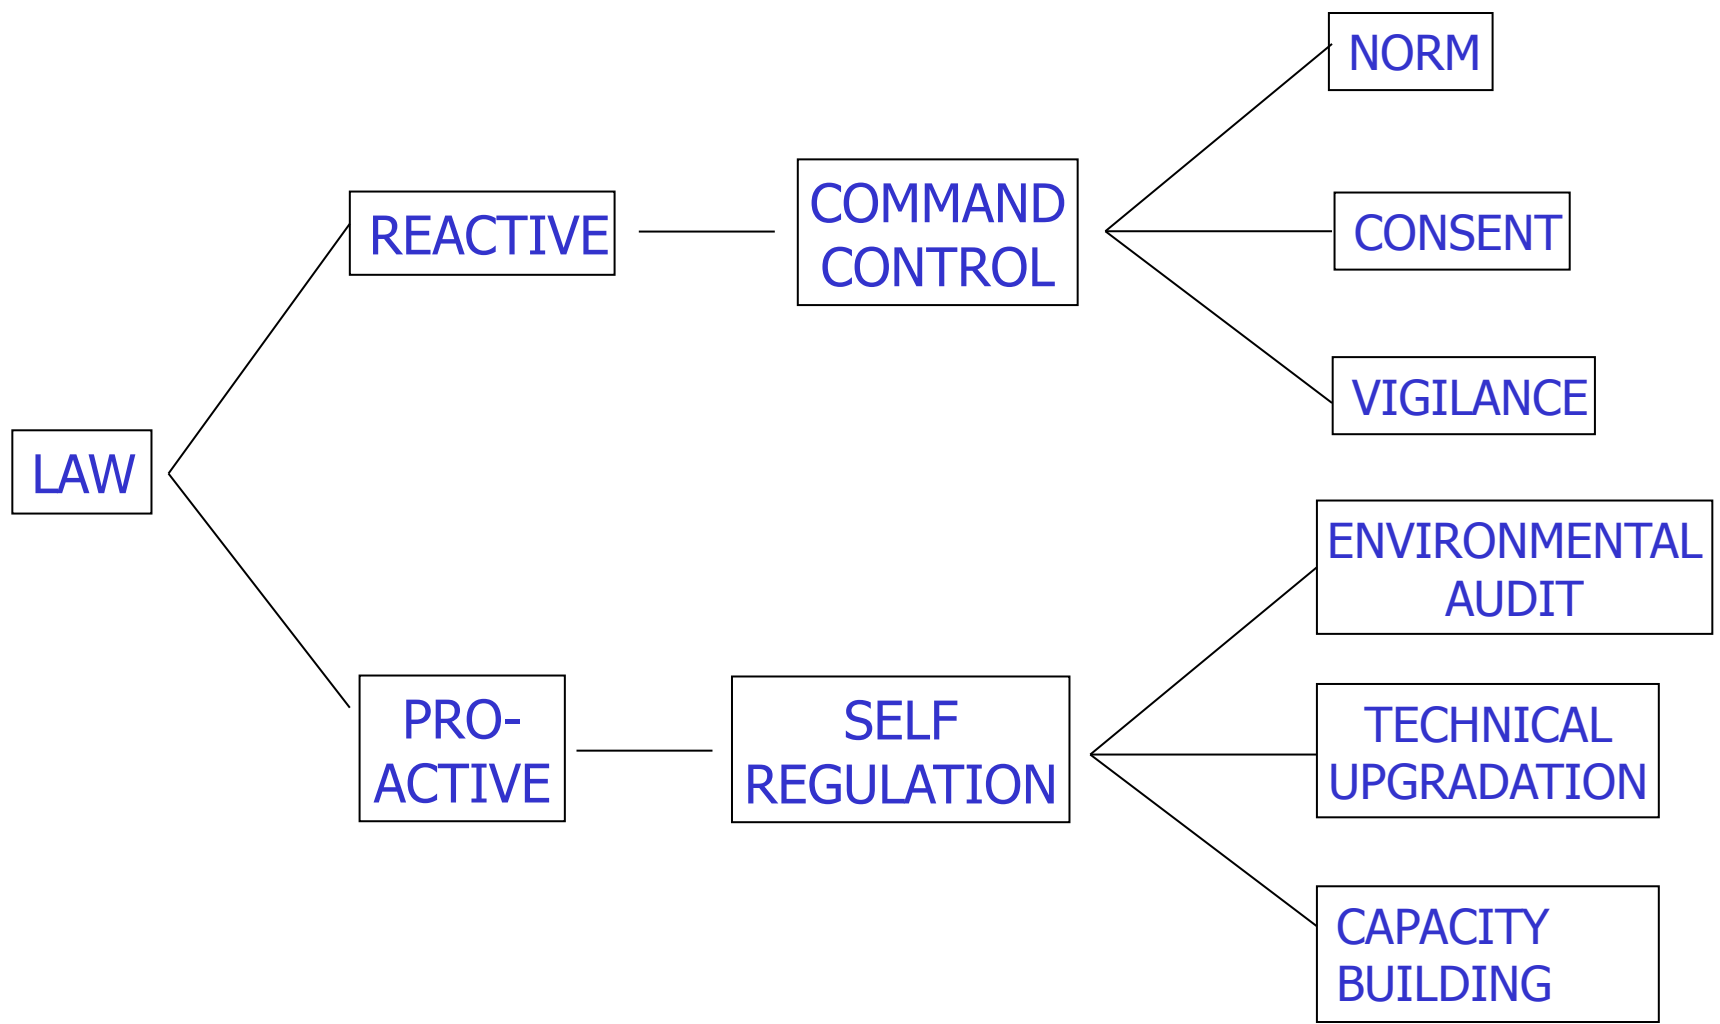 NORM
REACTIVE
COMMAND
CONTROL
CONSENT
VIGILANCE
LAW
ENVIRONMENTAL
AUDIT
PRO-
ACTIVE
SELF
REGULATION
TECHNICAL
UPGRADATION
CAPACITY
BUILDING